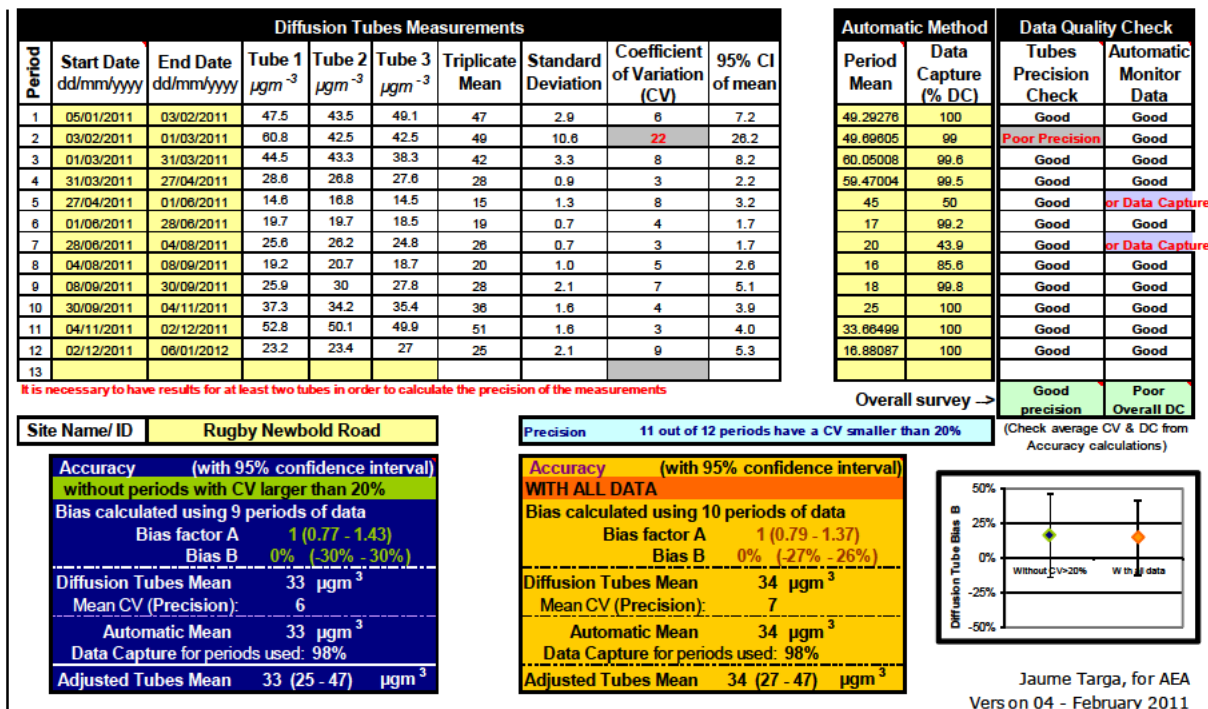 Diffusion Tubes Measurements Automatic Method Data Quality Check
Period Start Date dd/mm/yyyy End Date dd/mm/yyyy Tube 1 µgm -3 Tube 2 µgm -3 Tube 3 µgm -3 Triplicate Mean Standard Deviation Coefficient of Variation (CV) 95% CI of mean Period Mean Data Capture (% DC) Tubes Precision Check Automatic Monitor Data
1 05/01/2011 03/02/2011 47.5 43.5 49.1 47 2.9 6 7.2 49.29276 100 Good Good
2 03/02/2011 01/03/2011 60.8 42.5 42.5 49 10.6 22 26.2 49.69605 99 Poor Precision Good
3 01/03/2011 31/03/2011 44.5 43.3 38.3 42 3.3 8 8.2 60.05008 99.6 Good Good
4 31/03/2011 27/04/2011 28.6 26.8 27.6 28 0.9 3 2.2 59.47004 99.5 Good Good
5 27/04/2011 01/06/2011 14.6 16.8 14.5 15 1.3 8 3.2 45 50 Good or Data Capture
6 01/06/2011 28/06/2011 19.7 19.7 18.5 19 0.7 4 1.7 17 99.2 Good Good
7 28/06/2011 04/08/2011 25.6 26.2 24.8 26 0.7 3 1.7 20 43.9 Good or Data Capture
8 04/08/2011 08/09/2011 19.2 20.7 18.7 20 1.0 5 2.6 16 85.6 Good Good
9 08/09/2011 30/09/2011 25.9 30 27.8 28 2.1 7 5.1 18 99.8 Good Good
10 30/09/2011 04/11/2011 37.3 34.2 35.4 36 1.6 4 3.9 25 100 Good Good
11 04/11/2011 02/12/2011 52.8 50.1 49.9 51 1.6 3 4.0 33.66499 100 Good Good
12 02/12/2011 06/01/2012 23.2 23.4 27 25 2.1 9 5.3 16.88087 100 Good Good
13
It is necessary to have results for at least two tubes in order to calculate the precision of the measurements
Overall survey --> Good precision Poor Overall DC
Site Name/ ID Rugby Newbold Road
Precision 11 out of 12 periods have a CV smaller than 20%
(Check average CV & DC from
Accuracy calculations)
Accuracy (with 95% confidence interval)
without periods with CV larger than 20%
Bias calculated using 9 periods of data
Bias factor A 1 (0.77 - 1.43)
Bias B 0% (-30% - 30%)
Diffusion Tubes Mean 33 µgm 3
Mean CV (Precision): 6
Automatic Mean 33 µgm 3
Data Capture for periods used: 98%
Adjusted Tubes Mean 33 (25 - 47) µgm 3
Accuracy (with 95% confidence interval)
WITH ALL DATA
Bias calculated using 10 periods of data
Bias factor A 1 (0.79 - 1.37)
Bias B 0% (-27% - 26%)
Diffusion Tubes Mean 34 µgm 3
Mean CV (Precision): 7
Automatic Mean 34 µgm 3
Data Capture for periods used: 98%
Adjusted Tubes Mean 34 (27 - 47) µgm 3
Diffusion Tube Bias B
50%
25%
0%
-25%
-50%
Without CV>20% With all data
Jaume Targa, for AEA
Vers on 04 - February 2011